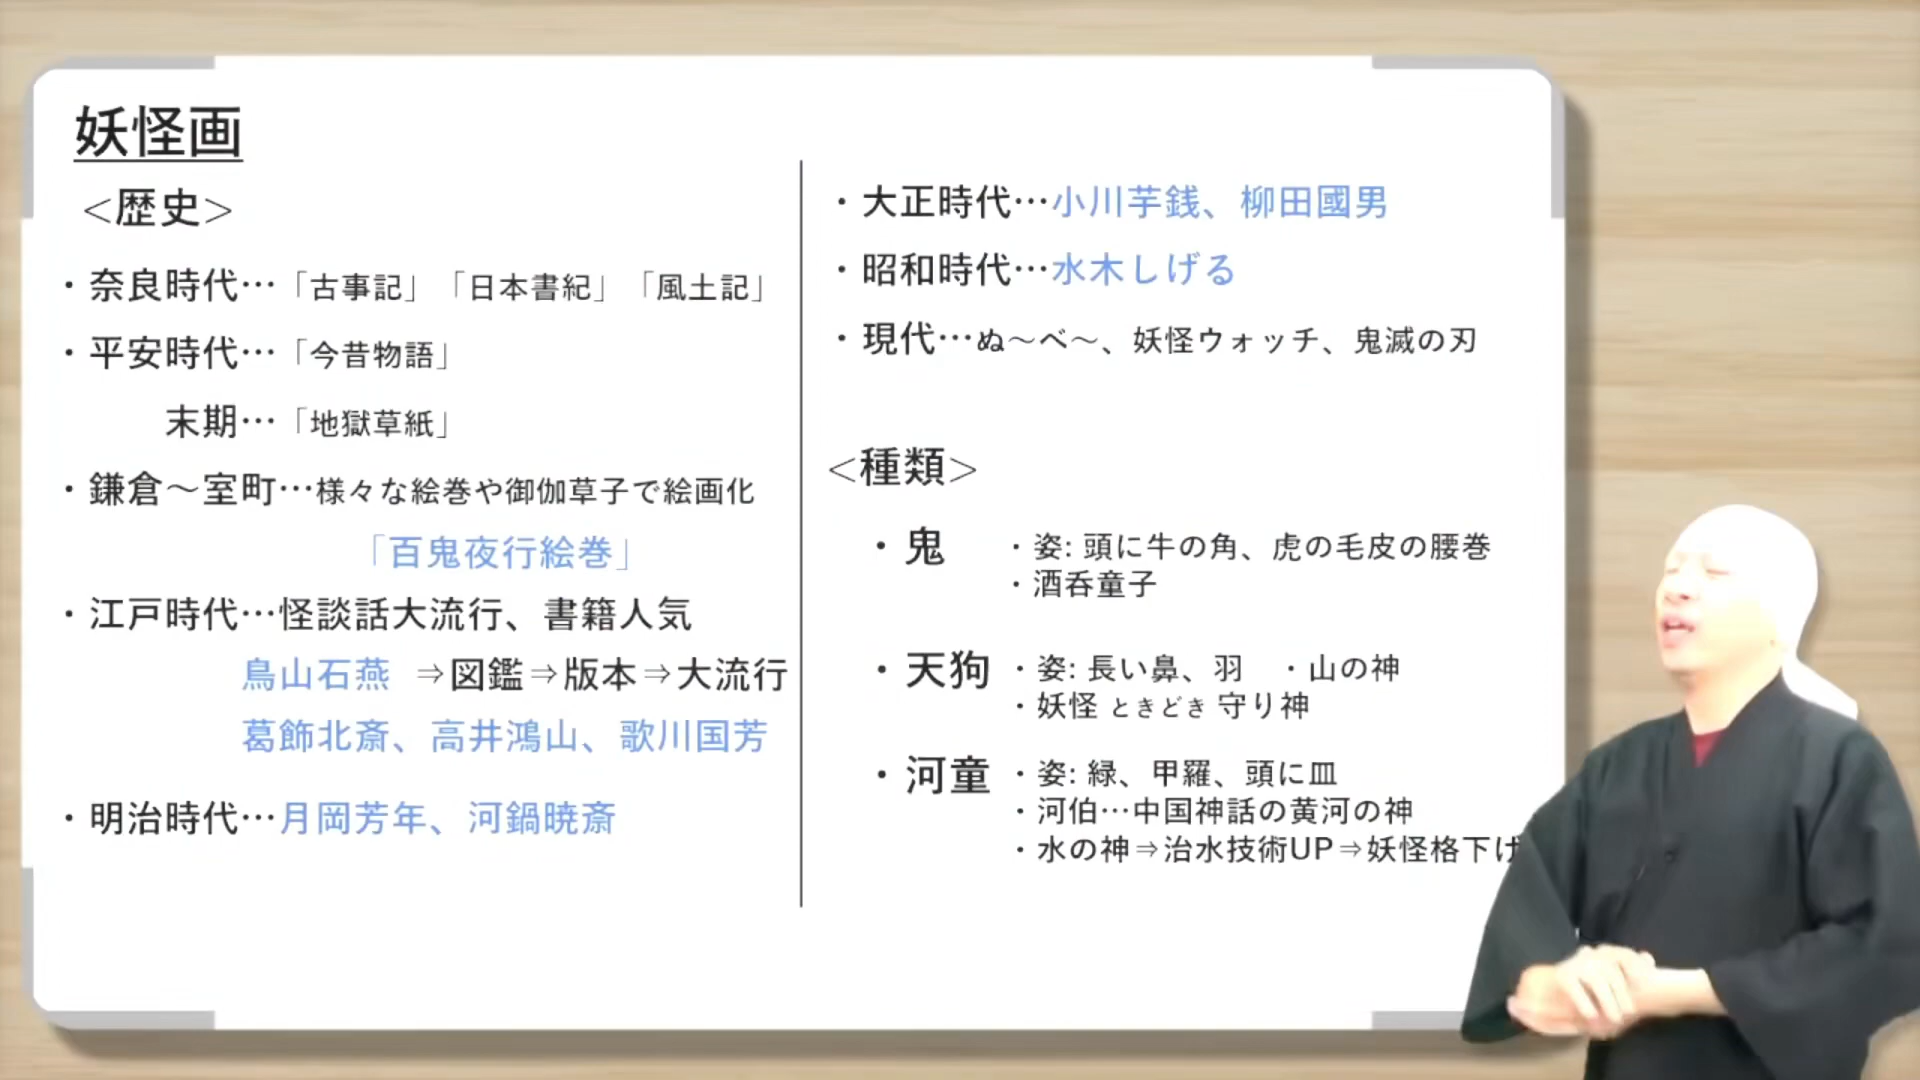 妖怪画
<歴史>
・奈良時代…「古事記」「日本書紀」「風土記」
・平安時代…「今昔物語」
末期…「地獄草紙」
・鎌倉～室町…様々な絵巻や御伽草子で絵画化
「百鬼夜行絵巻」
・江戸時代…怪談話大流行、書籍人気
鳥山石燕 ⇒図鑑⇒版本⇒大流行
葛飾北斎、高井鴻山、歌川国芳
・明治時代…月岡芳年、河鍋暁斎
・大正時代…小川芋銭、柳田國男
・昭和時代…水木しげる
・現代…ぬ～べ～、妖怪ウォッチ、鬼滅の刃
<種類>
・鬼 ・姿: 頭に牛の角、虎の毛皮の腰巻
・酒呑童子
・天狗 ・姿: 長い鼻、羽 ・山の神
・妖怪 ときどき 守り神
・河童 ・姿: 緑、甲羅、頭に皿
・河伯…中国神話の黄河の神
・水の神⇒治水技術UP⇒妖怪格下げ